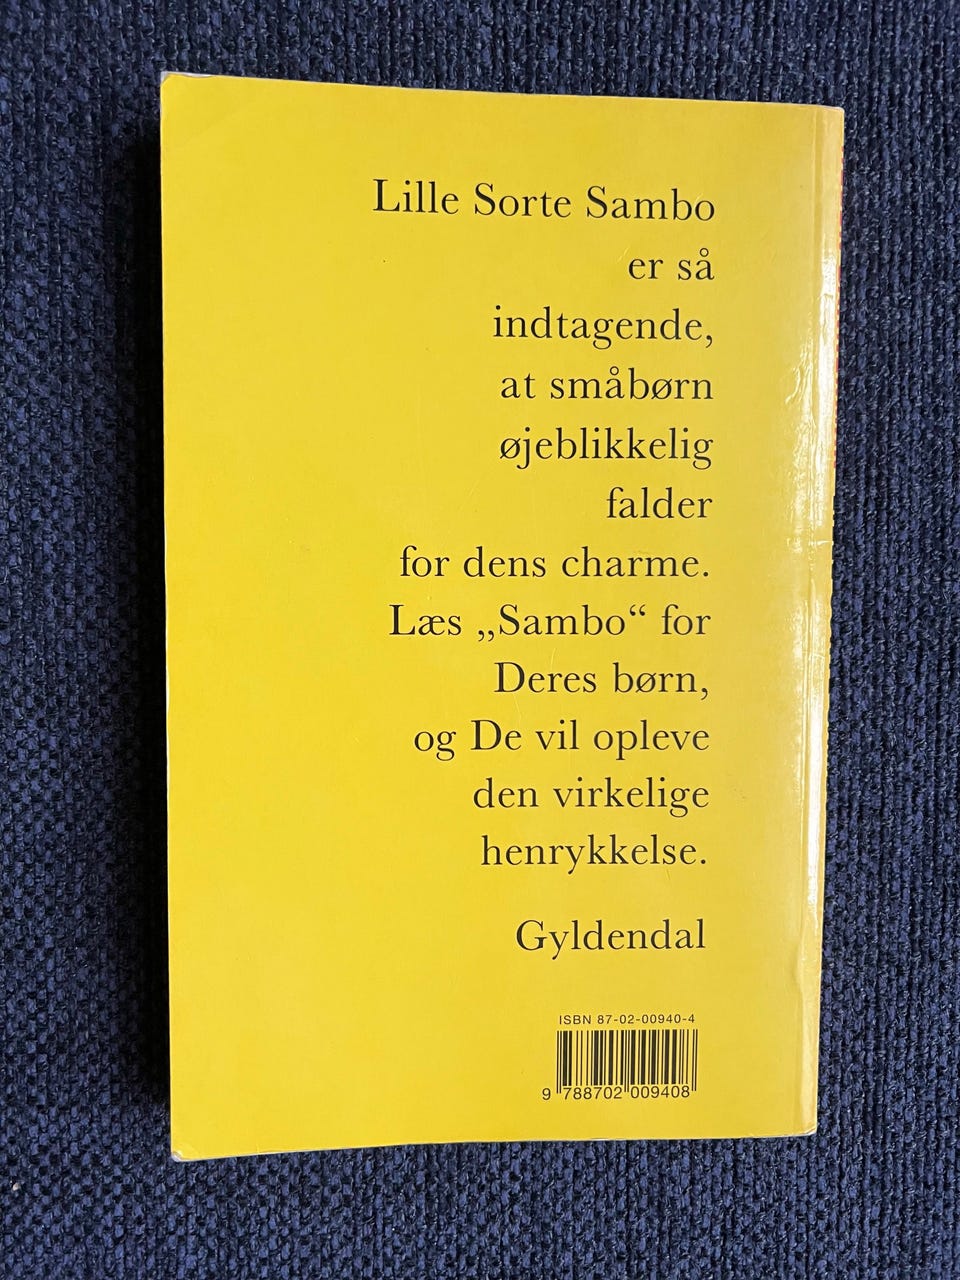 Lille Sorte Sambo
er så
indtagende,
at småbørn
øjeblikkelig
falder
for dens charme.
Læs „Sambo“ for
Deres børn,
og De vil opleve
den virkelige
henrykkelse.
Gyldendal
ISBN 87-02-00940-4
9 788702 009408